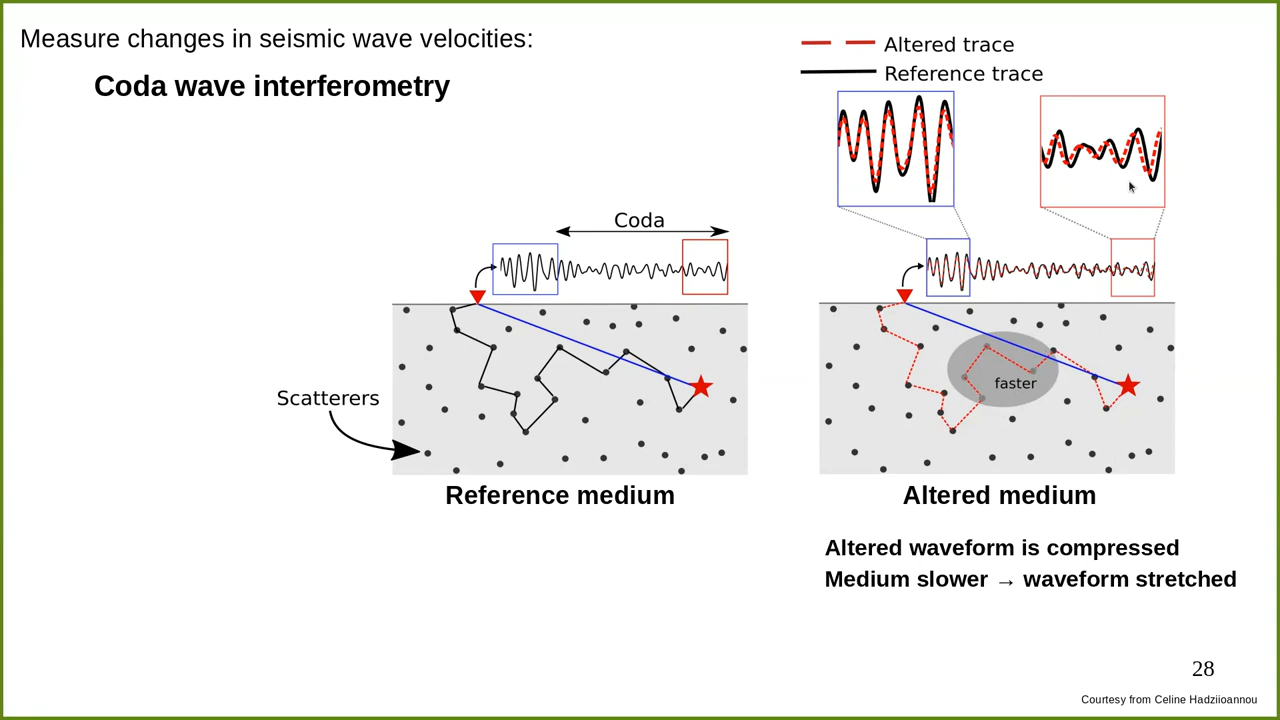 Measure changes in seismic wave velocities:
Coda wave interferometry
Altered trace
Reference trace
Coda
Scatterers
faster
Reference medium
Altered medium
Altered waveform is compressed
Medium slower → waveform stretched
28
Courtesy from Celine Hadziioannou